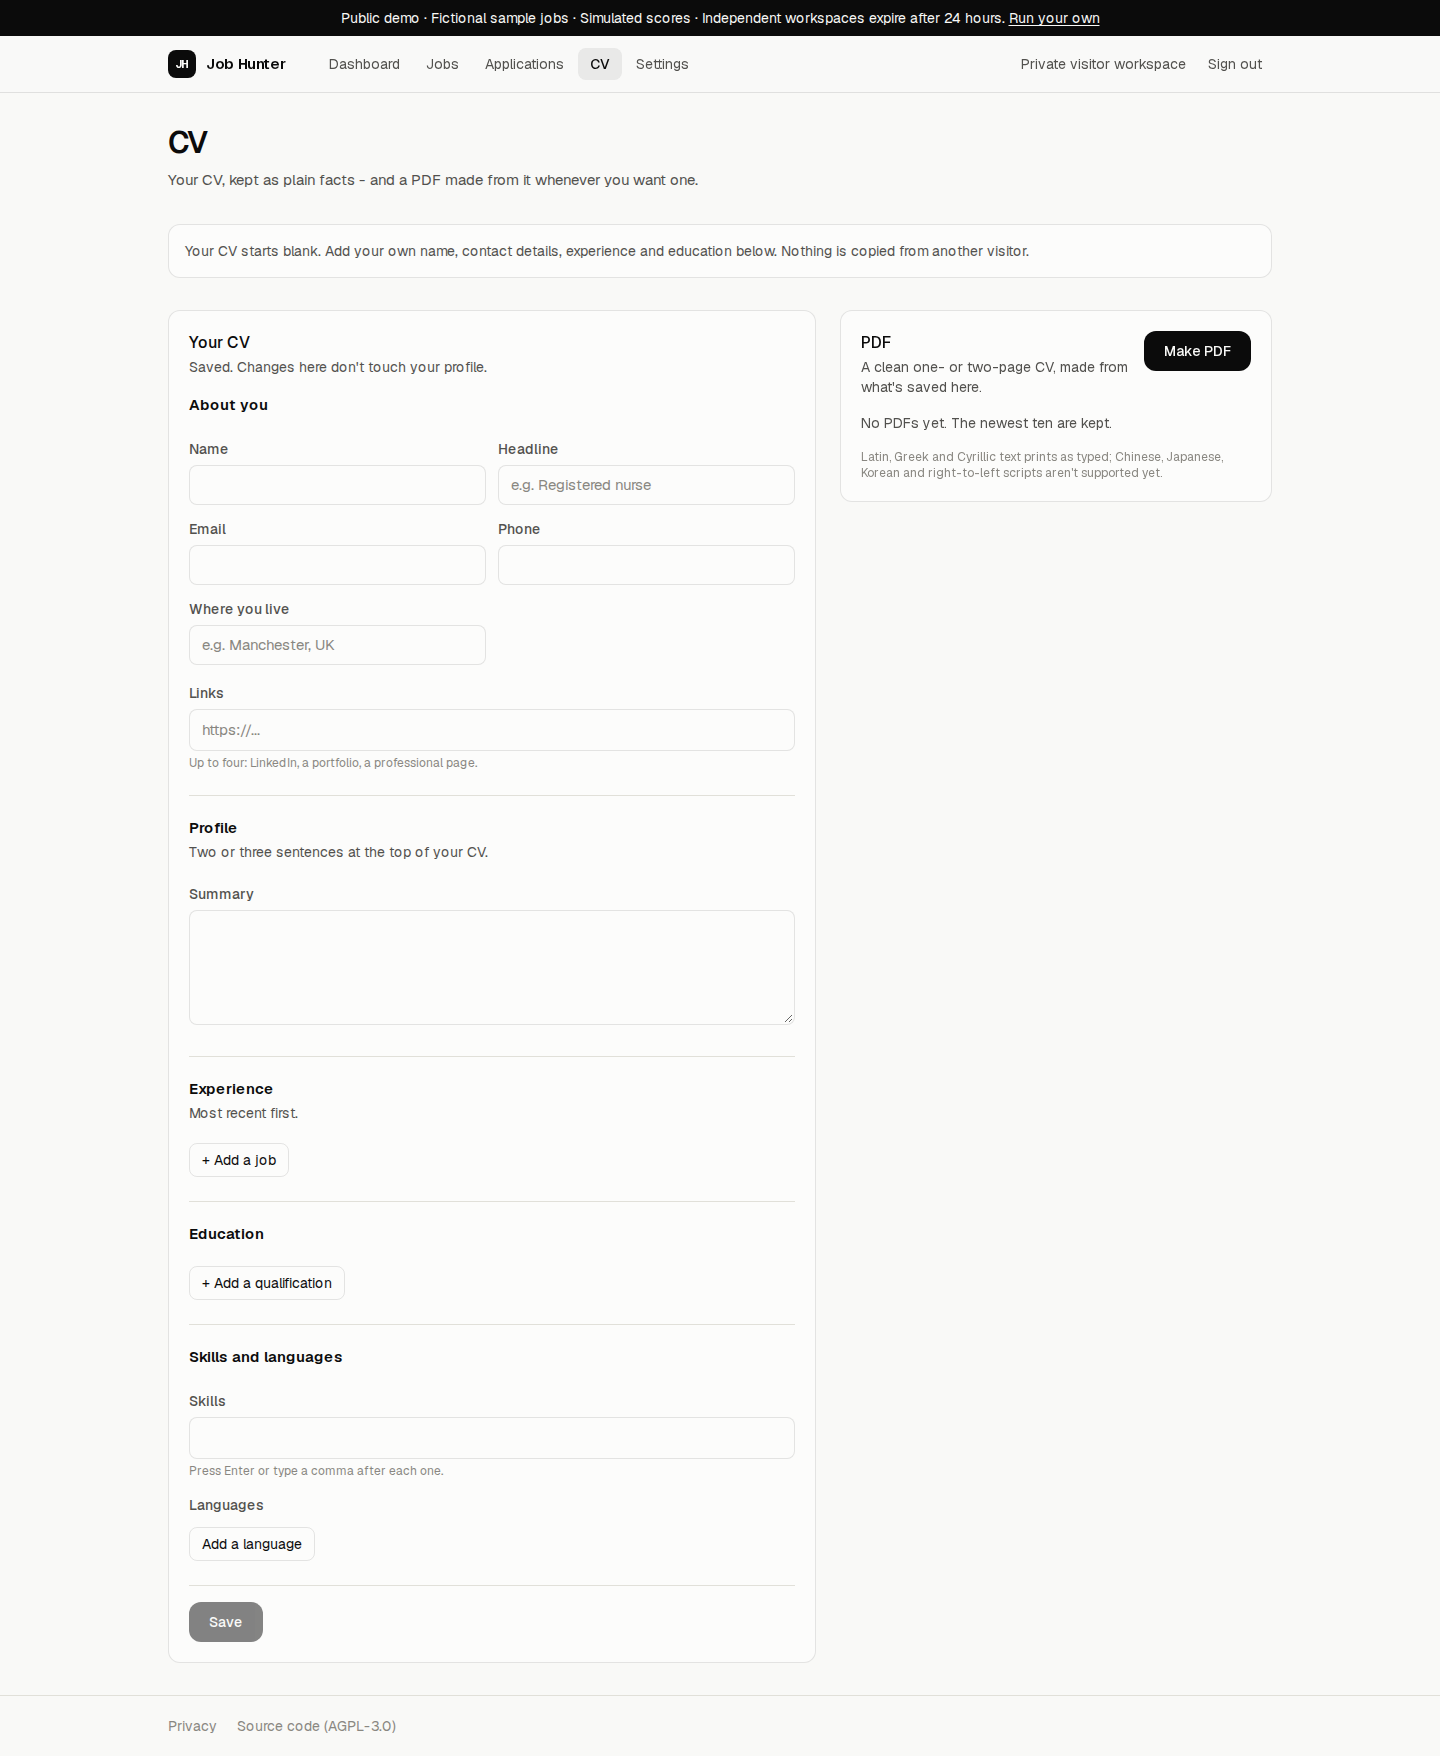 Public demo · Fictional sample jobs · Simulated scores · Independent workspaces expire after 24 hours. Run your own
JH
Job Hunter
Dashboard
Jobs
Applications
CV
Settings
Private visitor workspace
Sign out
CV
Your CV, kept as plain facts - and a PDF made from it whenever you want one.
Your CV starts blank. Add your own name, contact details, experience and education below. Nothing is copied from another visitor.
Your CV
Saved. Changes here don't touch your profile.
About you
Name
Headline
e.g. Registered nurse
Email
Phone
Where you live
e.g. Manchester, UK
Links
https://...
Up to four: LinkedIn, a portfolio, a professional page.
Profile
Two or three sentences at the top of your CV.
Summary
Experience
Most recent first.
+ Add a job
Education
+ Add a qualification
Skills and languages
Skills
Press Enter or type a comma after each one.
Languages
Add a language
Save
PDF
Make PDF
A clean one- or two-page CV, made from
what's saved here.
No PDFs yet. The newest ten are kept.
Latin, Greek and Cyrillic text prints as typed; Chinese, Japanese,
Korean and right-to-left scripts aren't supported yet.
Privacy
Source code (AGPL-3.0)